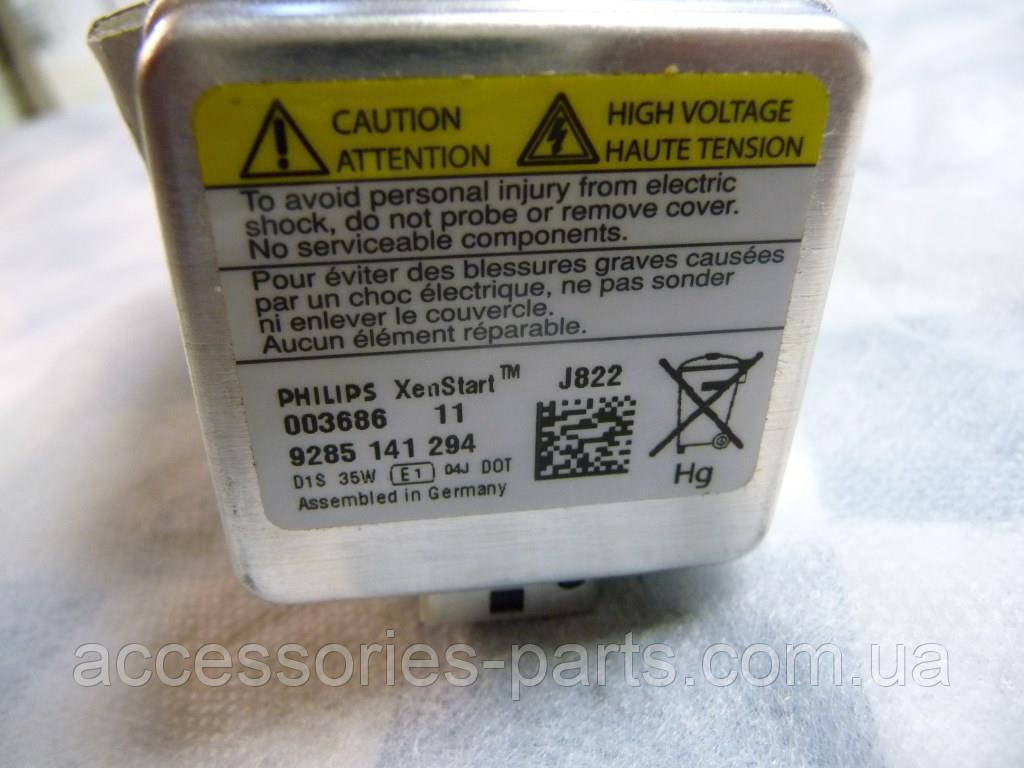 CAUTION
ATTENTION
HIGH VOLTAGE
HAUTE TENSION
To avoid personal injury from electric
shock, do not probe or remove cover.
No serviceable components.
Pour éviter des blessures graves causées
par un choc électrique, ne pas sonder
ni enlever le couvercle.
Aucun élément réparable.
PHILIPS XenStart™ J822
003686 11
9285 141 294
D1S 35W E1 04J DOT
Assembled in Germany
Hg
accessories-parts.com.ua